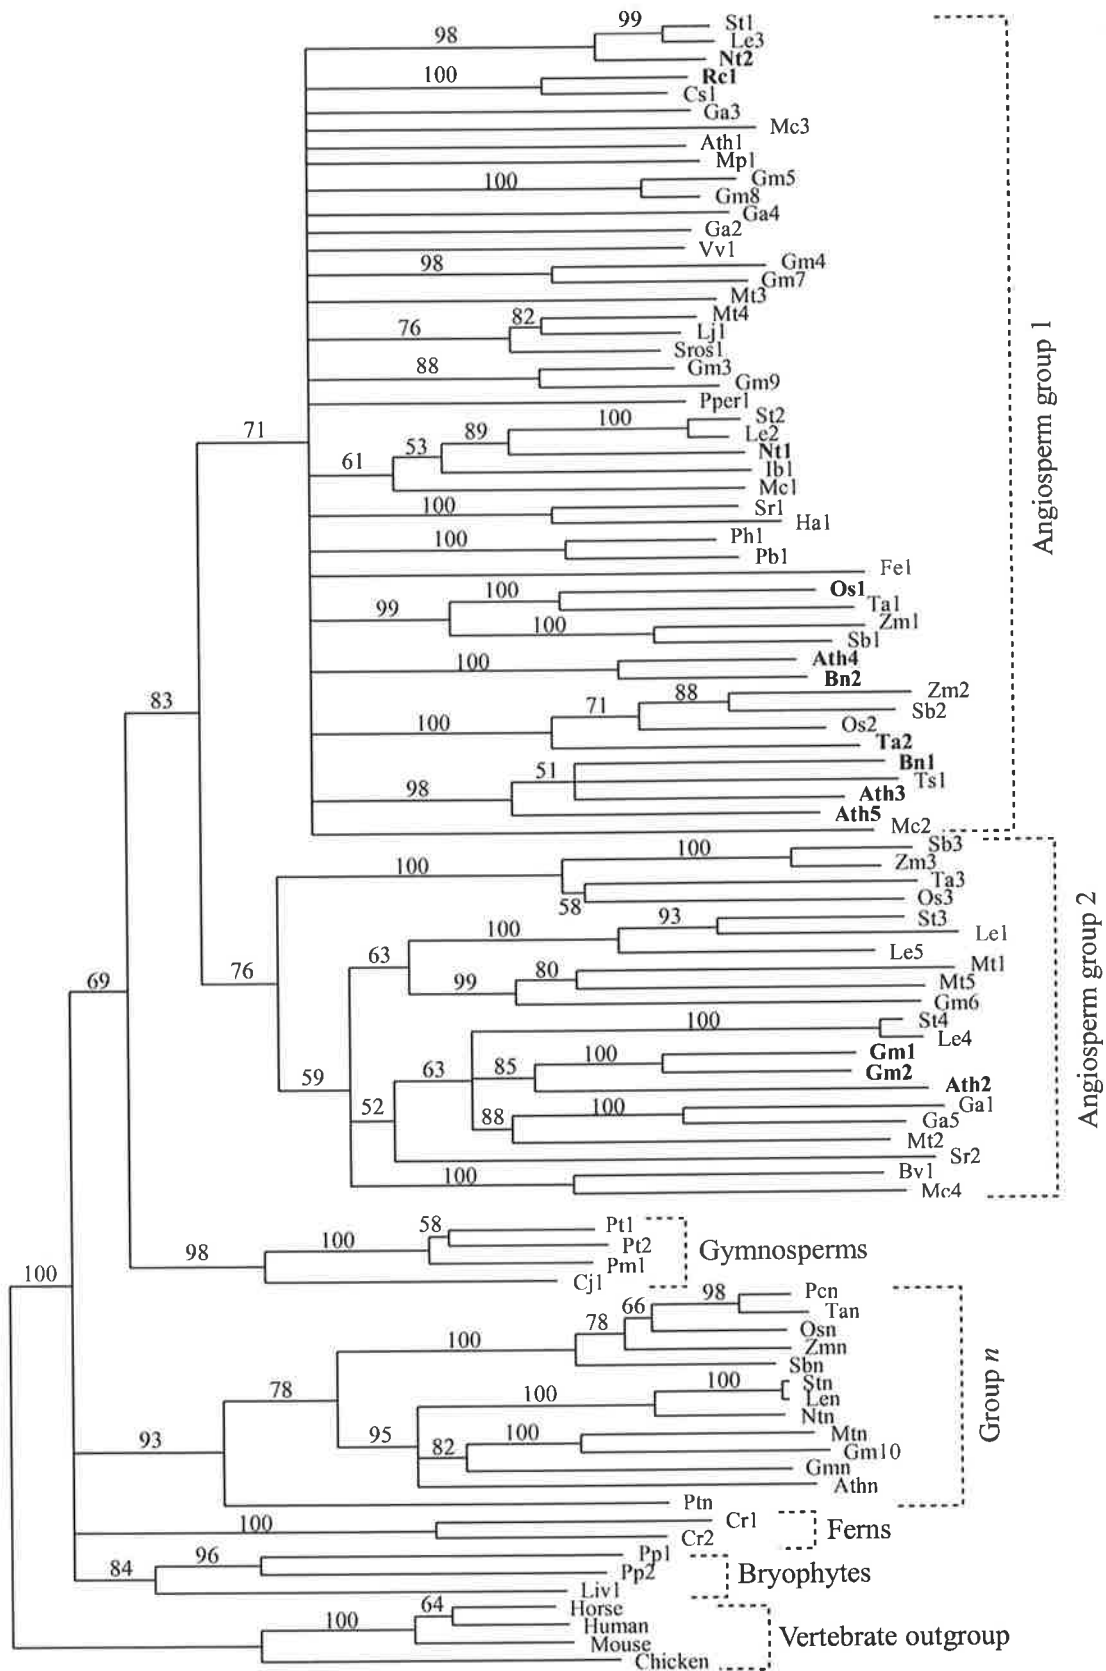 99
St1
98
Le3
Nt2
100
Rc1
Cs1
Ga3
Mc3
Ath1
Mp1
100
Gm5
Gm8
Ga4
Ga2
Vv1
98
Gm4
Gm7
Mt3
82
Mt4
76
Lj1
Sros1
88
Gm3
Gm9
Pper1
71
100
St2
89
Le2
53
Nt1
61
Ib1
Mc1
100
Sr1
Ha1
100
Ph1
Pb1
Fe1
100
Os1
99
Ta1
100
Zm1
Sb1
100
Ath4
Bn2
88
Zm2
71
Sb2
100
Os2
Ta2
51
Bn1
Ts1
98
Ath3
Ath5
Mc2
Angiosperm group 1
83
100
Sb3
100
Zm3
Ta3
58
Os3
93
St3
100
Le1
63
Le5
76
80
Mt1
99
Mt5
Gm6
100
St4
Le4
100
Gm1
85
Gm2
63
Ath2
59
52
100
Ga1
88
Ga5
Mt2
Sr2
100
Bv1
Mc4
Angiosperm group 2
69
58
Pt1
100
Pt2
98
Pm1
Cj1
Gymnosperms
100
98
Pcn
66
Tan
78
Osn
100
Zmn
Sbn
78
100
Stn
100
Len
Ntn
95
100
Mtn
82
Gm10
Gmn
Athn
93
Ptn
Group n
100
Cr1
Cr2
Ferns
96
Pp1
84
Pp2
Liv1
Bryophytes
64
Horse
100
Human
Mouse
Chicken
Vertebrate outgroup